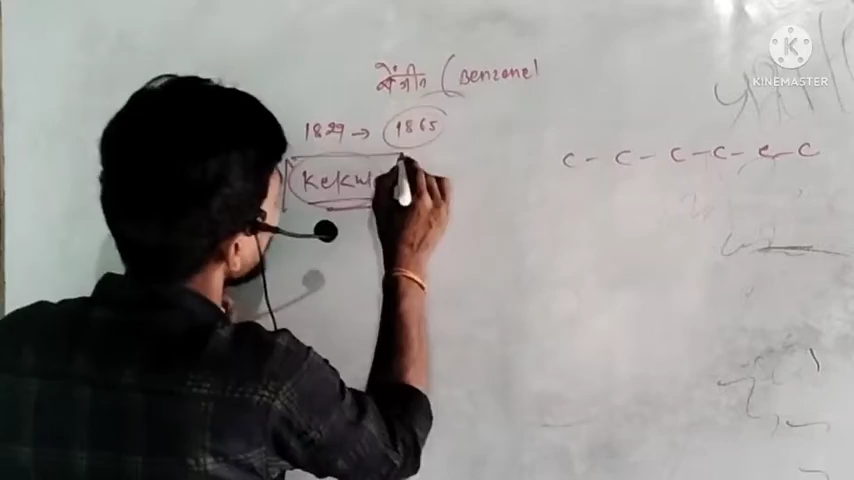 बेंजीन ( Benzene)
1829 → 1865
Kekul
C - C - C - C - C - C
KINEMASTER